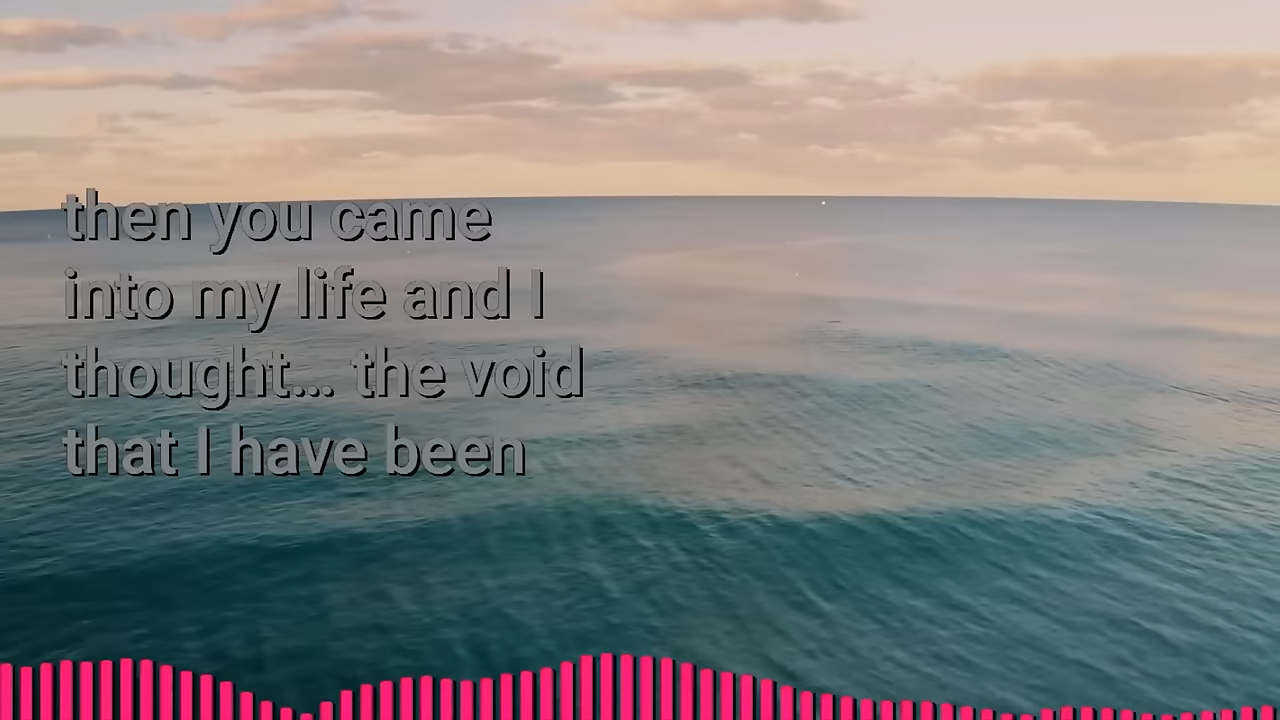 then you came
into my life and I
thought... the void
that I have been